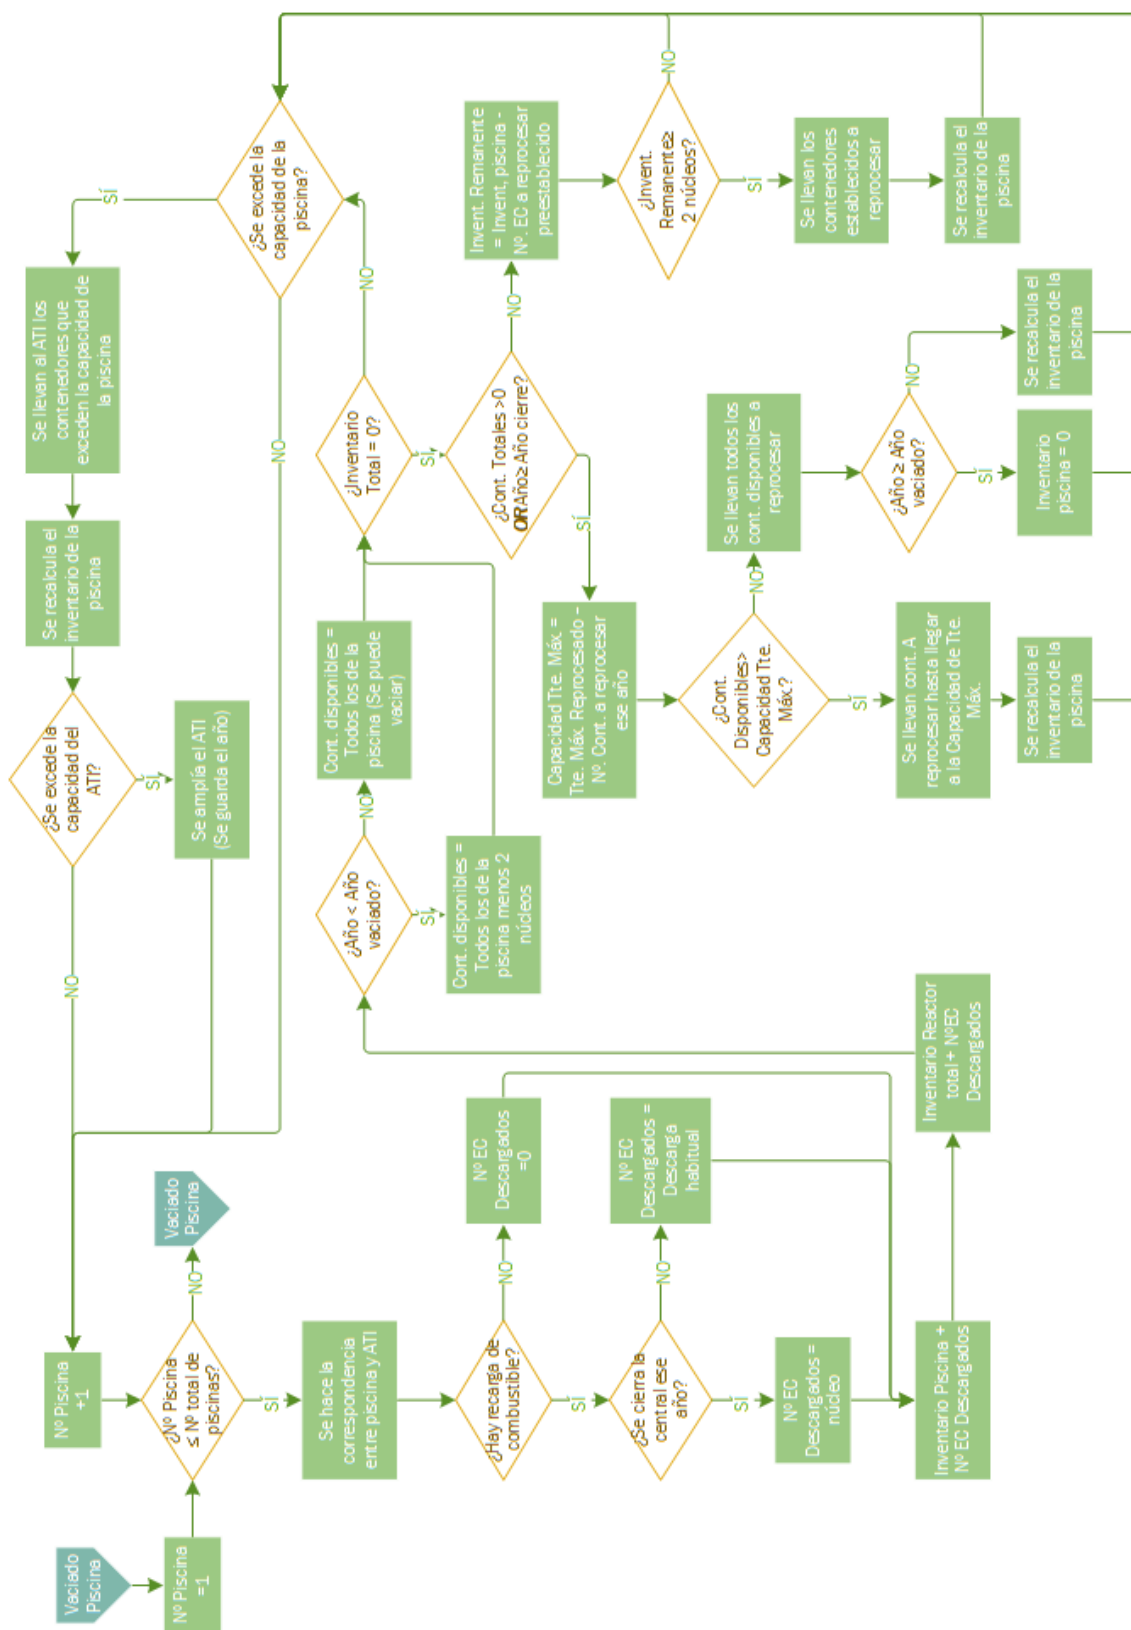 Vaciado
Piscina
Nº Piscina
=1
Nº Piscina
+1
¿Nº Piscina
≤ Nº total de
piscinas?
NO
Vaciado
Piscina
SÍ
Se hace la
correspondencia
entre piscina y ATI
¿Hay recarga de
combustible?
NO
Nº EC
Descargados
=0
SÍ
¿Se cierra la
central ese
año?
NO
Nº EC
Descargados =
Descarga
habitual
SÍ
Nº EC
Descargados =
núcleo
Inventario Piscina +
Nº EC Descargados
Inventario Reactor
total + NºEC
Descargados
¿Año < Año
vaciado?
NO
Cont. disponibles =
Todos los de la
piscina (Se puede
vaciar)
SÍ
Cont. disponibles =
Todos los de la
piscina menos 2
núcleos
¿Inventario
Total = 0?
NO
SÍ
¿Cont. Totales >0
OR Año≥ Año cierre?
NO
SÍ
Capacidad Tte. Máx. =
Tte. Máx. Reprocesado -
Nº. Cont. a reprocesar
ese año
¿Cont.
Disponibles>
Capacidad Tte.
Máx.?
NO
SÍ
Se llevan cont. A
reprocesar hasta llegar
a la Capacidad de Tte.
Máx.
Se recalcula el
inventario de la
piscina
Se llevan todos los
cont. disponibles a
reprocesar
¿Año ≥ Año
vaciado?
NO
SÍ
Inventario
piscina = 0
Se recalcula el
inventario de la
piscina
Invent. Remanente
= Invent, piscina -
Nº. EC a reprocesar
preestablecido
¿Invent.
Remanente≥
2 núcleos?
NO
SÍ
Se llevan los
contenedores
establecidos a
reprocesar
Se recalcula el
inventario de la
piscina
¿Se excede la
capacidad de la
piscina?
NO
SÍ
Se llevan al ATI los
contenedores que
exceden la capacidad de
la piscina
Se recalcula el
inventario de la
piscina
¿Se excede la
capacidad del
ATI?
NO
SÍ
Se amplía el ATI
(Se guarda el año)